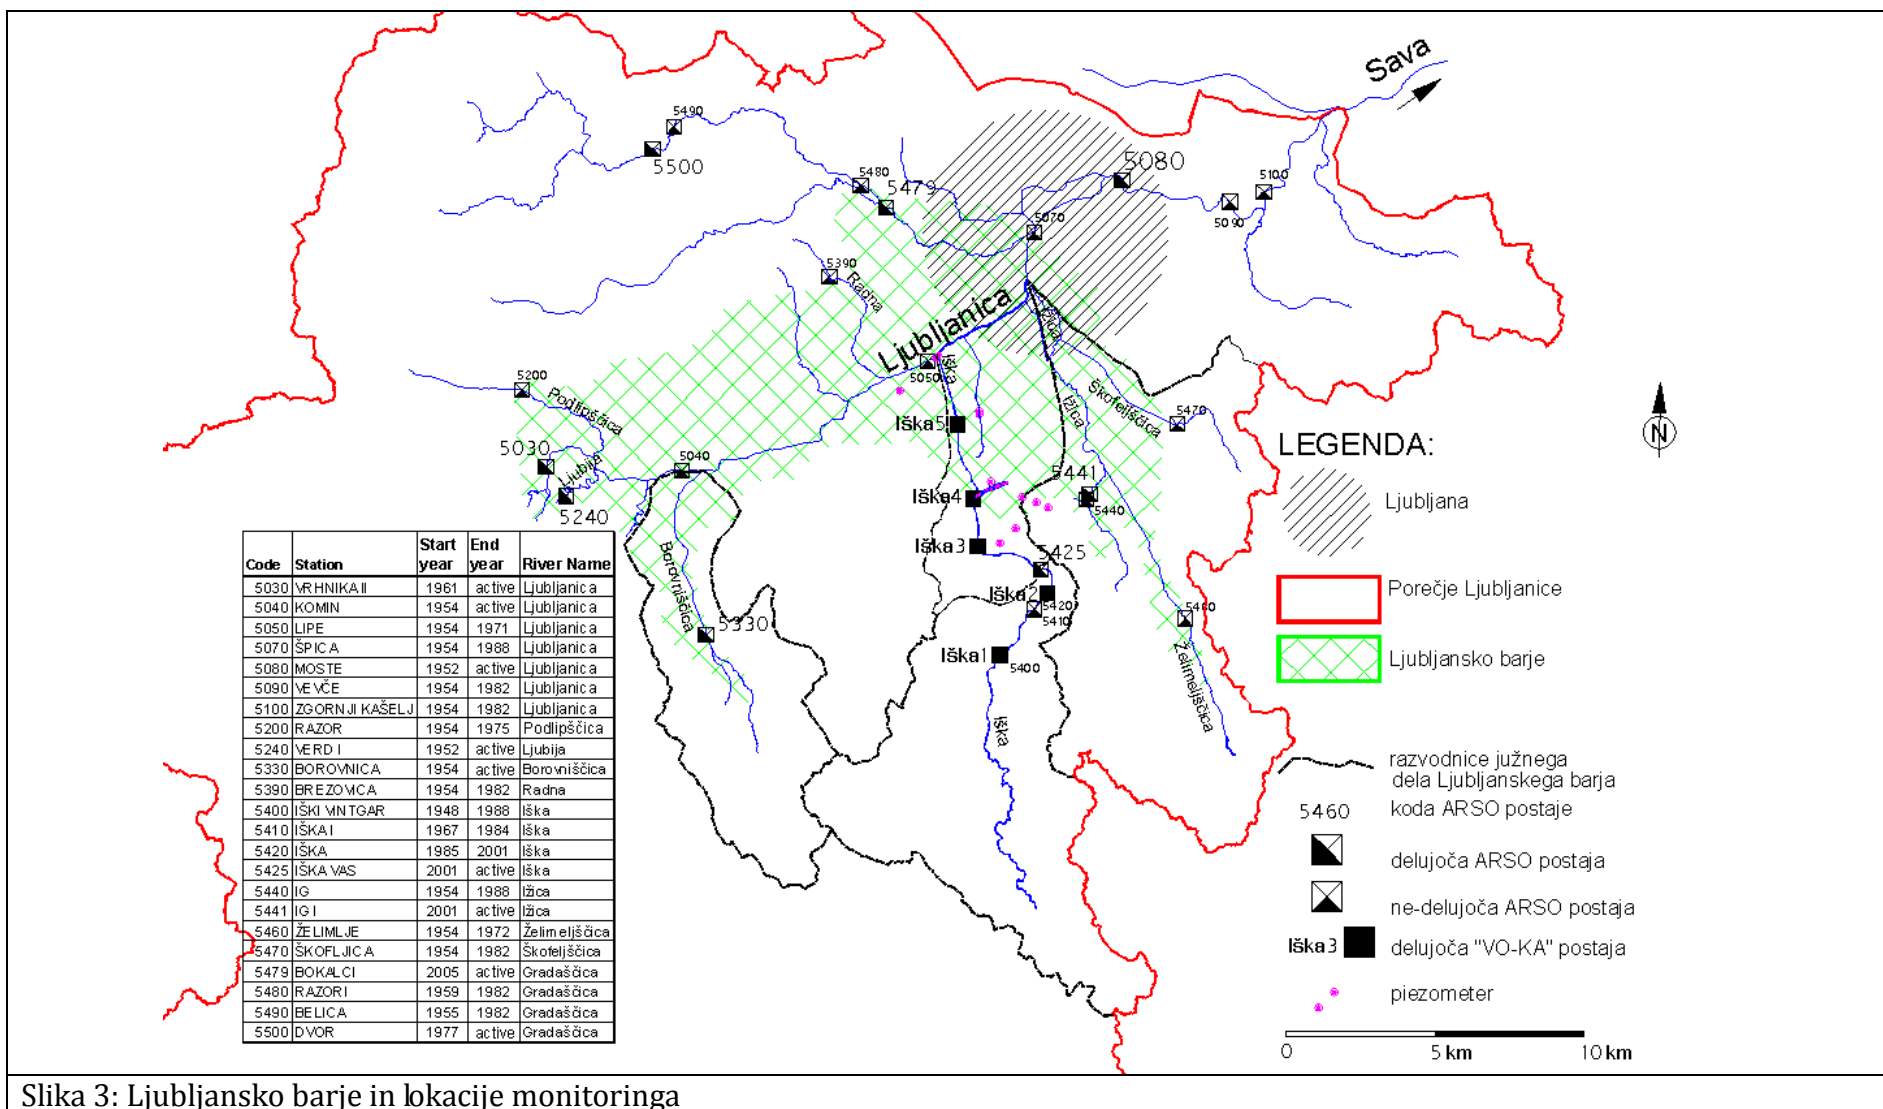 Sava
5490
5500
5480
5479
5080
5100
5090
5070
5390
Radna
Ljubljanica
Ižica
5200
Podlipščica
5050
Iška
Iška5
Ižica
Škofeljščica
5470
5030
Ljubija
5240
5040
5441
5440
Iška4
Iška3
5425
Iška2
5420
5410
Borovniščica
5330
Iška1
5400
5460
Želimeljščica
Iška
N
Code Station Start year End year River Name
5030 VRHNIKA II 1961 active Ljubljanica
5040 KOMIN 1954 active Ljubljanica
5050 LIPE 1954 1971 Ljubljanica
5070 ŠPICA 1954 1988 Ljubljanica
5080 MOSTE 1952 active Ljubljanica
5090 VEVČE 1954 1982 Ljubljanica
5100 ZGORNJI KAŠELJ 1954 1982 Ljubljanica
5200 RAZOR 1954 1975 Podlipščica
5240 VERD I 1952 active Ljubija
5330 BOROVNICA 1954 active Borovniščica
5390 BREZOVICA 1954 1982 Radna
5400 IŠKI VINTGAR 1948 1988 Iška
5410 IŠKA I 1967 1984 Iška
5420 IŠKA 1985 2001 Iška
5425 IŠKA VAS 2001 active Iška
5440 IG 1954 1988 Ižica
5441 IG I 2001 active Ižica
5460 ŽELIMLJE 1954 1972 Želimeljščica
5470 ŠKOFLJICA 1954 1982 Škofeljščica
5479 BOKALCI 2005 active Gradaščica
5480 RAZORI 1959 1982 Gradaščica
5490 BELICA 1955 1982 Gradaščica
5500 DVOR 1977 active Gradaščica
LEGENDA:
Ljubljana
Porečje Ljubljanice
Ljubljansko barje
razvodnice južnega
dela Ljubljanskega barja
5460 koda ARSO postaje
delujoča ARSO postaja
ne-delujoča ARSO postaja
Iška3 delujoča "VO-KA" postaja
piezometer
0 5 km 10 km
Slika 3: Ljubljansko barje in lokacije monitoringa